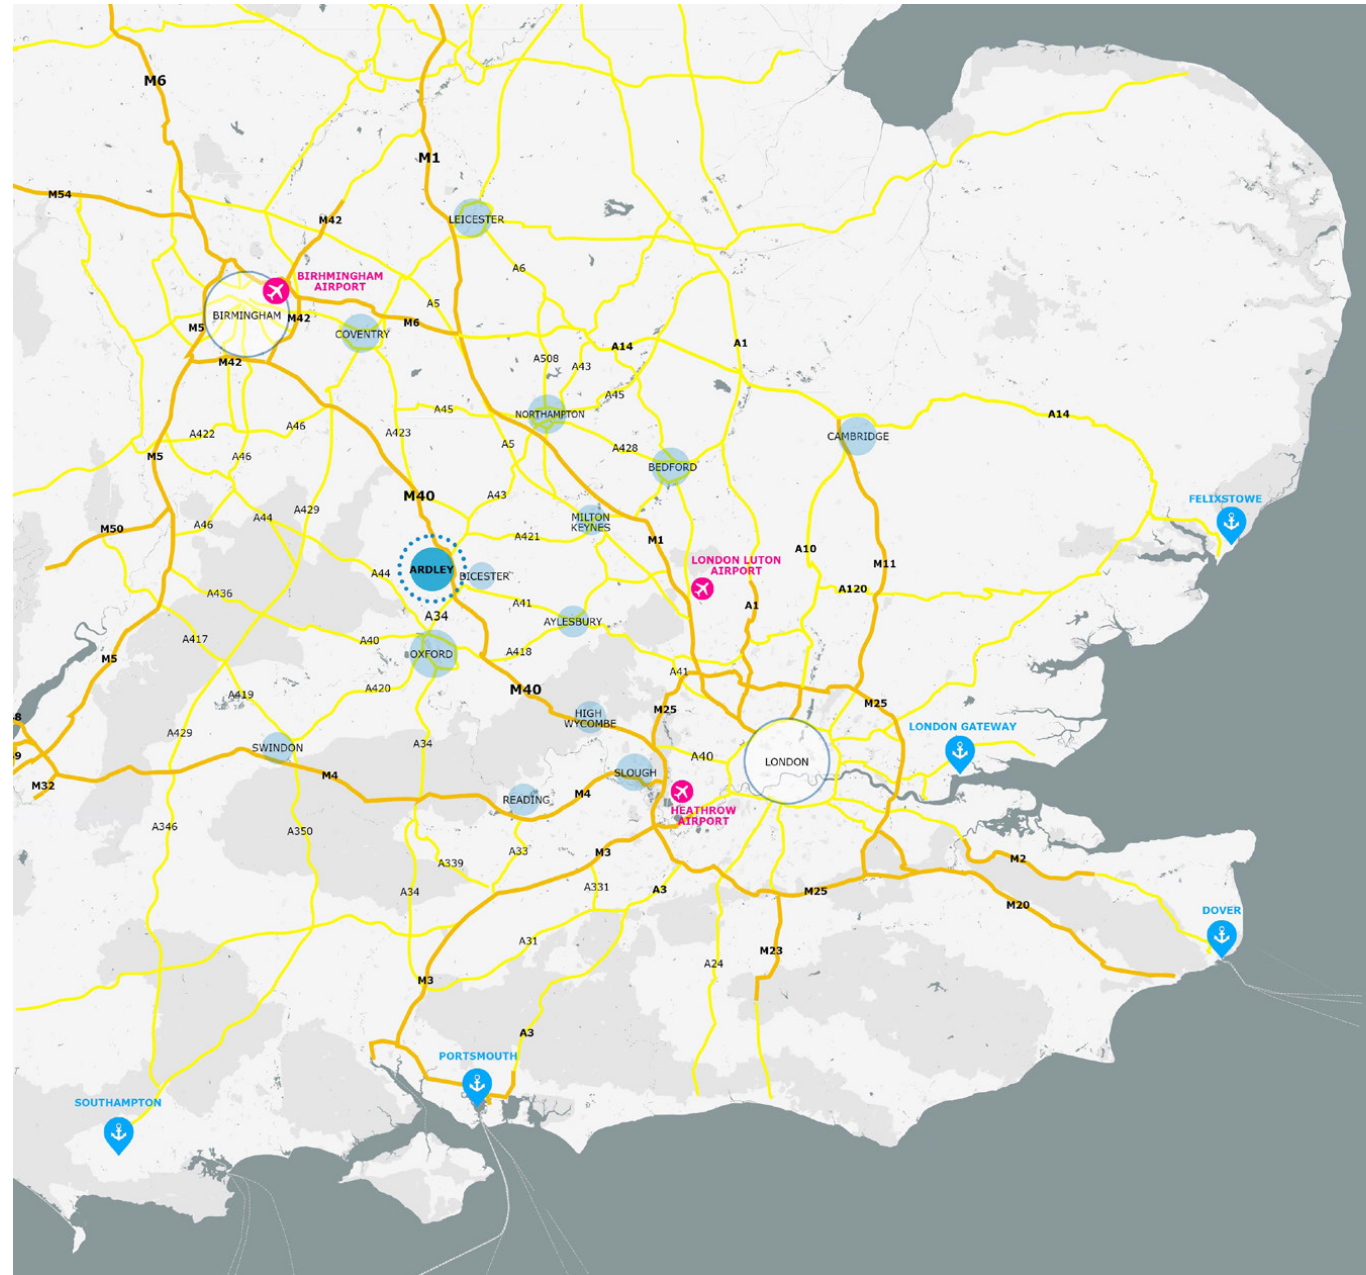 M6
M1
M54
M42
LEICESTER
A6
BIRHMINGHAM
AIRPORT
BIRMINGHAM
M5
M42
A5
M6
COVENTRY
M42
A14
A1
A508
A43
A45
A45
NORTHAMPTON
A14
A422
A46
A423
A5
A428
CAMBRIDGE
M5
A46
BEDFORD
M40
A43
FELIXSTOWE
A429
A44
A46
M50
MILTON
KEYNES
A421
M1
A10
M11
LONDON LUTON
AIRPORT
ARDLEY
BICESTER
A44
A436
A41
A1
A120
A34
AYLESBURY
A417
A40
OXFORD
A418
M5
A41
A420
M40
A419
M25
M25
HIGH
WYCOMBE
LONDON GATEWAY
A429
A34
SWINDON
A40
LONDON
M4
SLOUGH
M32
READING
M4
HEATHROW
AIRPORT
A346
A350
A339
A33
M3
M2
A34
A331
A3
M25
M20
DOVER
A31
M23
A24
M3
A3
PORTSMOUTH
SOUTHAMPTON